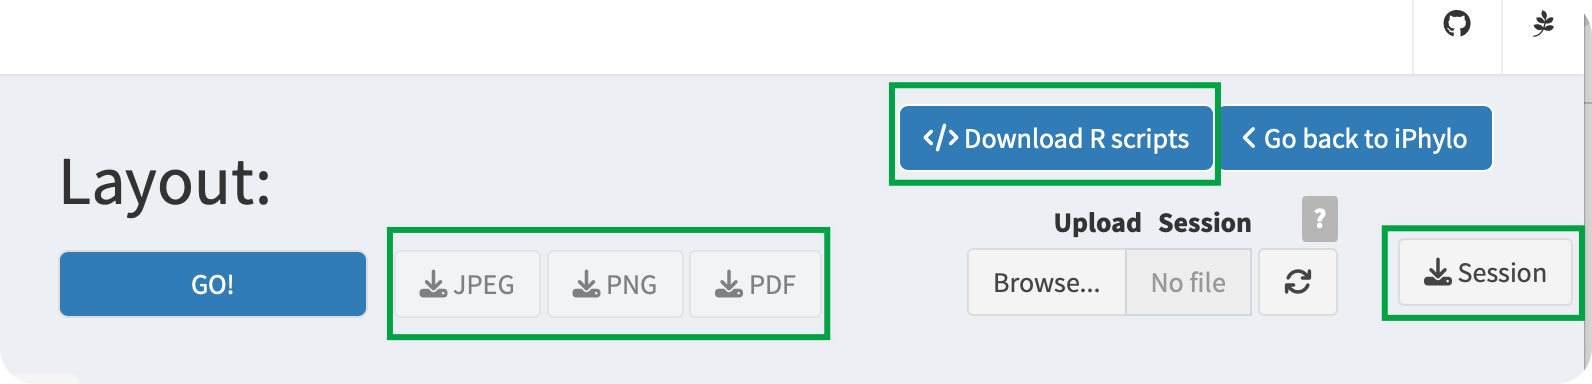 </> Download R scripts
Go back to iPhylo
Layout:
Upload Session
?
GO!
JPEG
PNG
PDF
Browse...
No file
Session